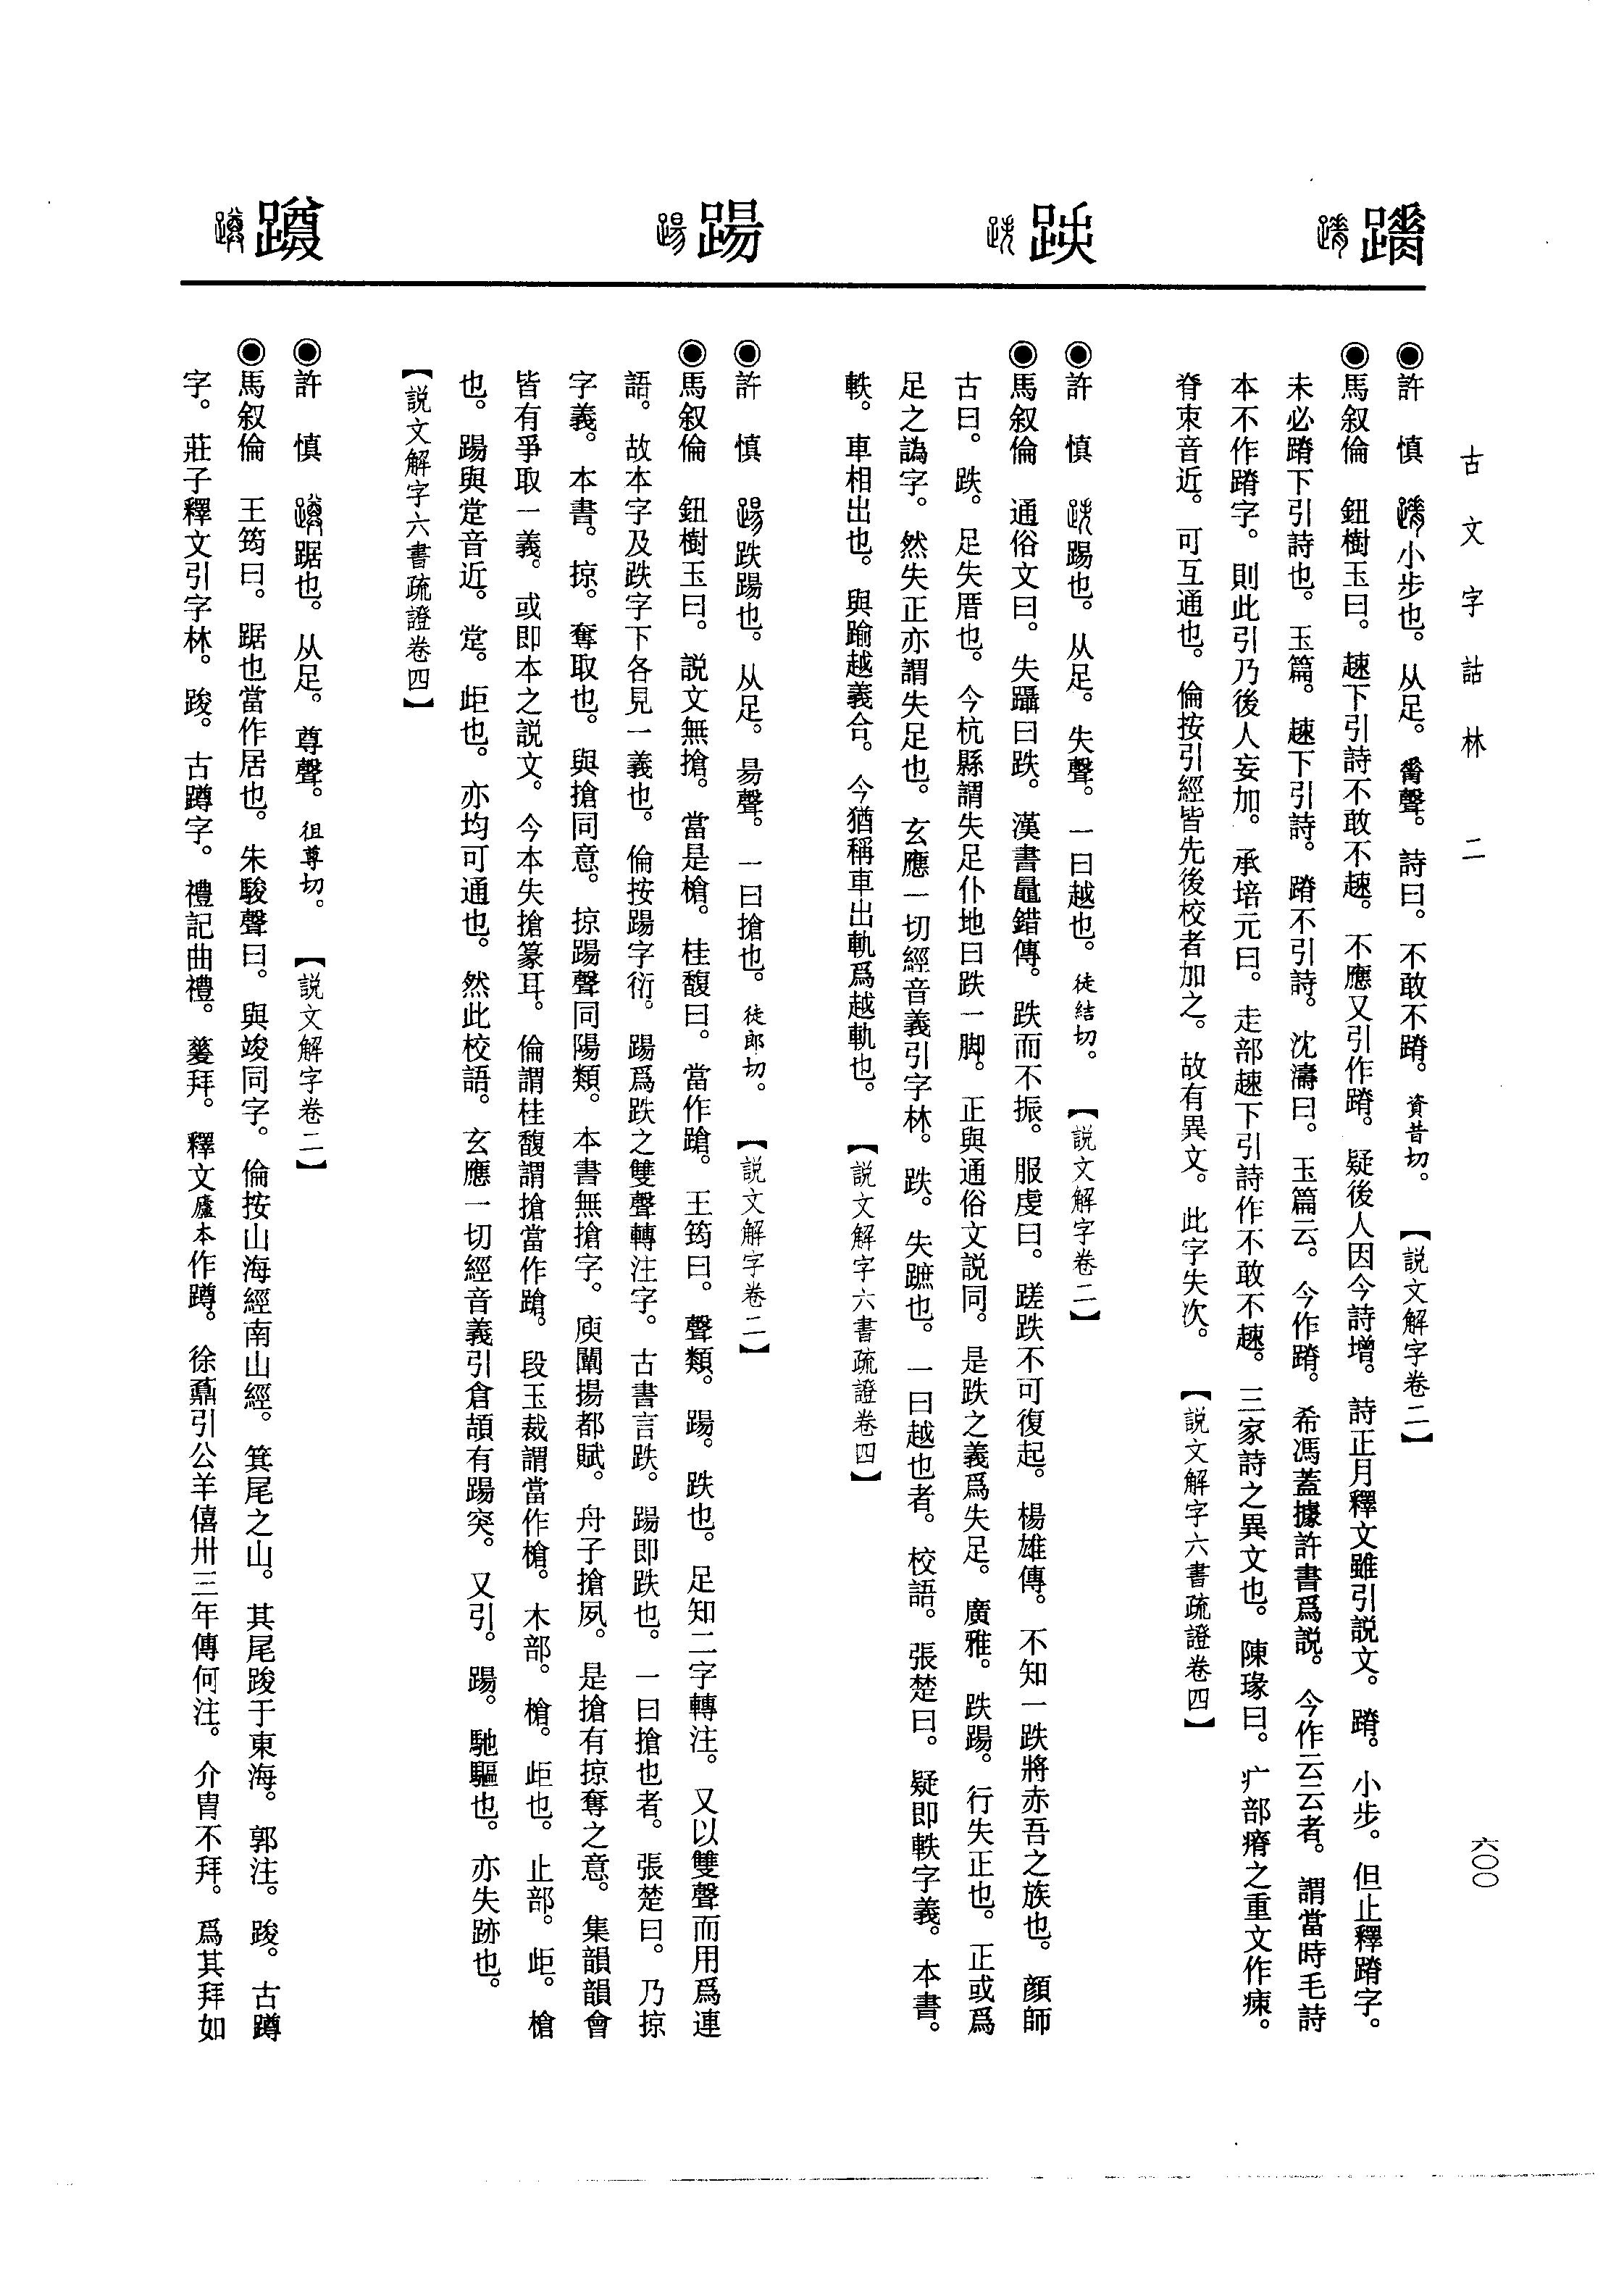 古文字詁林　二
六〇〇
蹐
跌
踼
蹲
◉許　慎　小步也。从足。脊聲。詩曰。不敢不蹐。資昔切。【説文解字卷二】
◉馬叙倫　鈕樹玉曰。趚下引詩不敢不趚。不應又引作蹐。疑後人因今詩增。詩正月釋文雖引説文。蹐。小步。但止釋蹐字。
未必蹐下引詩也。玉篇。趚下引詩。蹐不引詩。沈濤曰。玉篇云。今作蹐。希馮蓋據許書爲説。今作云云者。謂當時毛詩
本不作蹐字。則此引乃後人妄加。承培元曰。走部趚下引詩作不敢不趚。三家詩之異文也。陳瑑曰。疒部瘠之重文作㾊。
脊朿音近。可互通也。倫按引經皆先後校者加之。故有異文。此字失次。【説文解字六書疏證卷四】
◉許　慎　踼也。从足。失聲。一曰越也。徒結切。【説文解字卷二】
◉馬叙倫　通俗文曰。失躡曰跌。漢書鼂錯傳。跌而不振。服虔曰。蹉跌不可復起。楊雄傳。不知一跌將赤吾之族也。顔師
古曰。跌。足失厝也。今杭縣謂失足仆地曰跌一脚。正與通俗文説同。是跌之義爲失足。廣雅。跌踼。行失正也。正或爲
足之譌字。然失正亦謂失足也。玄應一切經音義引字林。跌。失蹠也。一曰越也者。校語。張楚曰。疑即軼字義。本書。
軼。車相出也。與踰越義合。今猶稱車出軌爲越軌也。【説文解字六書疏證卷四】
◉許　慎　跌踼也。从足。昜聲。一曰搶也。徒郎切。【説文解字卷二】
◉馬叙倫　鈕樹玉曰。説文無搶。當是槍。桂馥曰。當作蹌。王筠曰。聲類。踼。跌也。足知二字轉注。又以雙聲而用爲連
語。故本字及跌字下各見一義也。倫按踼字衍。踼爲跌之雙聲轉注字。古書言跌。踼即跌也。一曰搶也者。張楚曰。乃掠
字義。本書。掠。奪取也。與搶同意。掠踼聲同陽類。本書無搶字。庾闡揚都賦。舟子搶夙。是搶有掠奪之意。集韻韻會
皆有爭取一義。或即本之説文。今本失搶篆耳。倫謂桂馥謂搶當作蹌。段玉裁謂當作槍。木部。槍。歫也。止部。歫。槍
也。踼與㞶音近。㞶。歫也。亦均可通也。然此校語。玄應一切經音義引倉頡有踼突。又引。踼。馳驅也。亦失跡也。
【説文解字六書疏證卷四】
◉許　慎　踞也。从足。尊聲。徂尊切。【説文解字卷二】
◉馬叙倫　王筠曰。踞也當作居也。朱駿聲曰。與竣同字。倫按山海經南山經。箕尾之山。其尾踆于東海。郭注。踆。古蹲
字。莊子釋文引字林。踆。古蹲字。禮記曲禮。蓌拜。釋文盧本作蹲。徐鼒引公羊僖卅三年傳何注。介胄不拜。爲其拜如